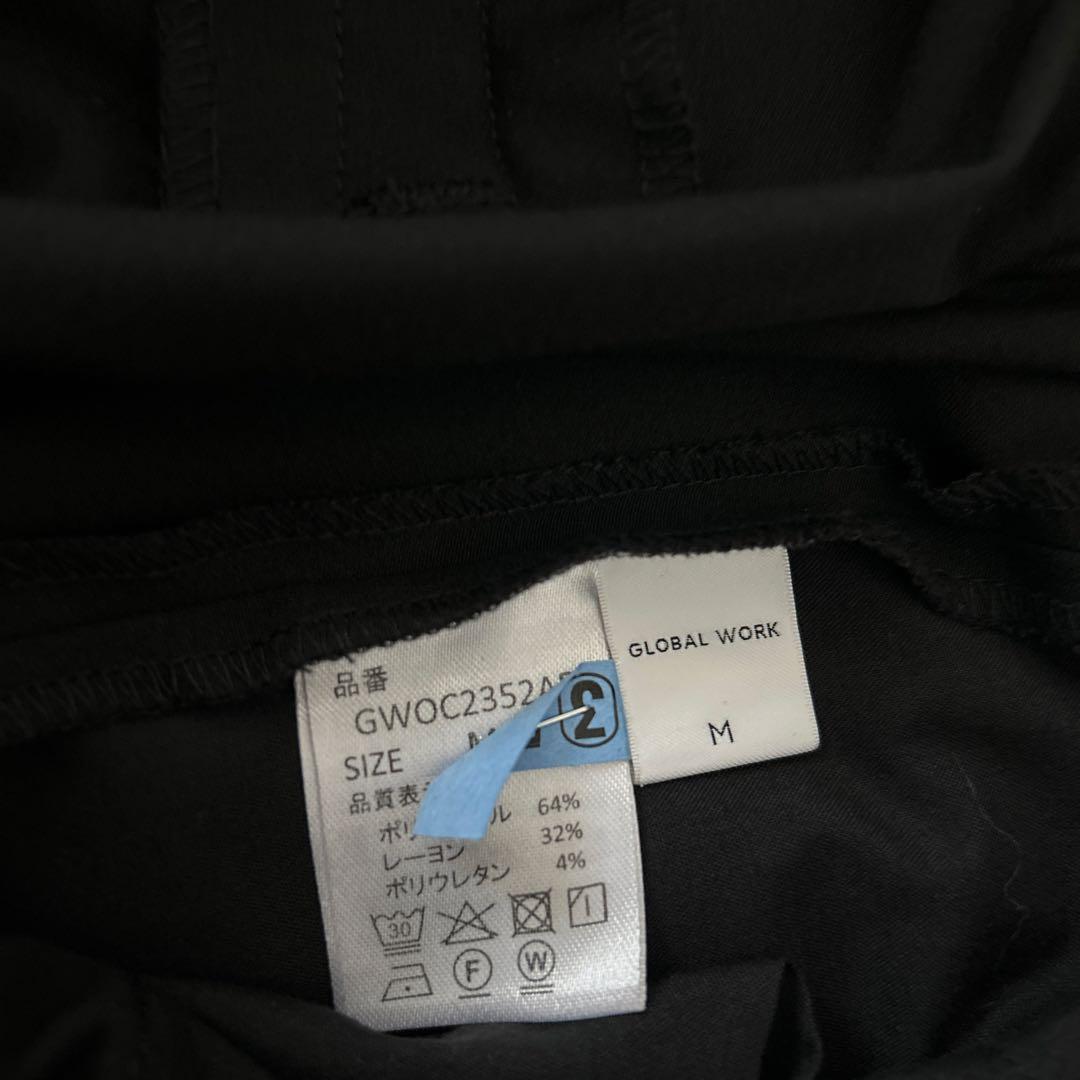 品番
GWOC2352A
SIZE M
品質表
ポリ ル 64%
レーヨン 32%
ポリウレタン 4%
30
F W
3
GLOBAL WORK
M